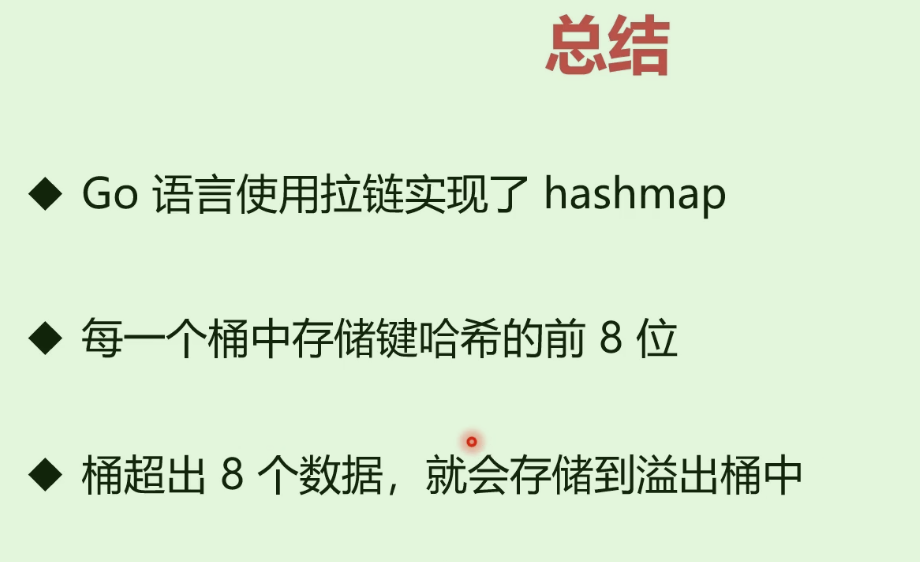 总结
◆ Go 语言使用拉链实现了 hashmap
◆ 每一个桶中存储键哈希的前 8 位
◆ 桶超出 8 个数据，就会存储到溢出桶中